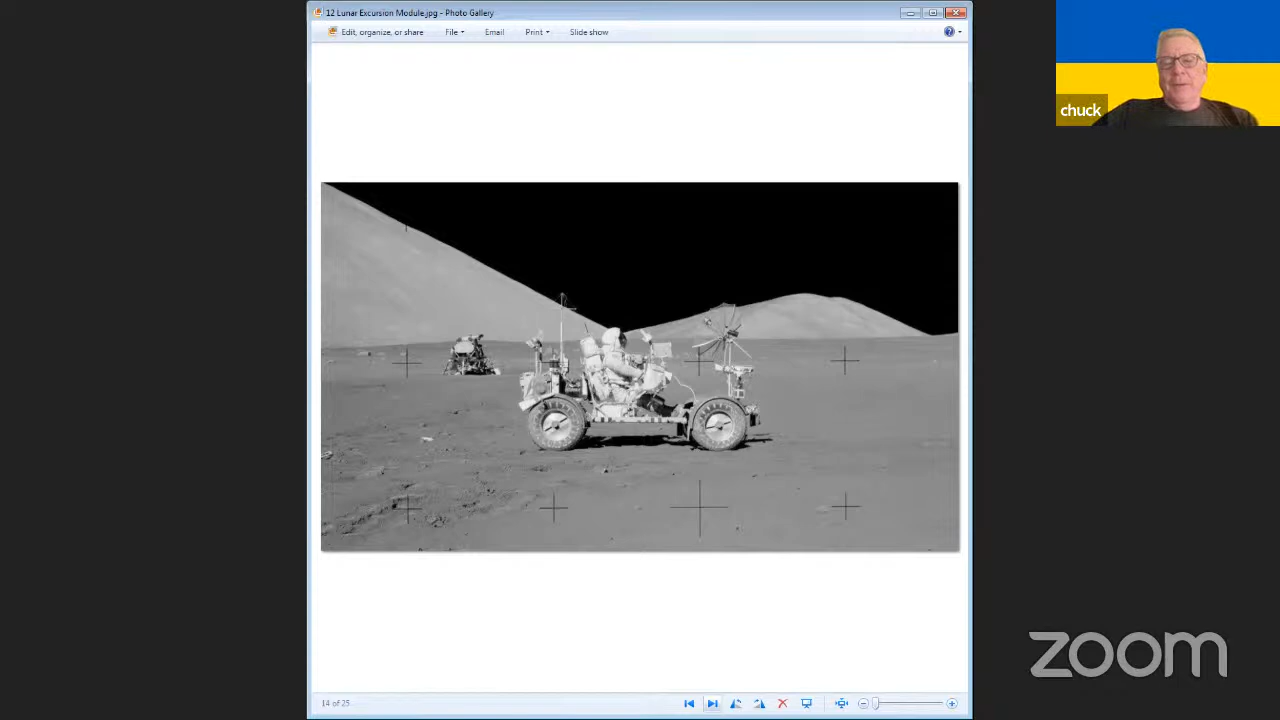 12 Lunar Excursion Module.jpg - Photo Gallery
Edit, organize, or share File Email Print Slide show
chuck
zoom
14 of 25